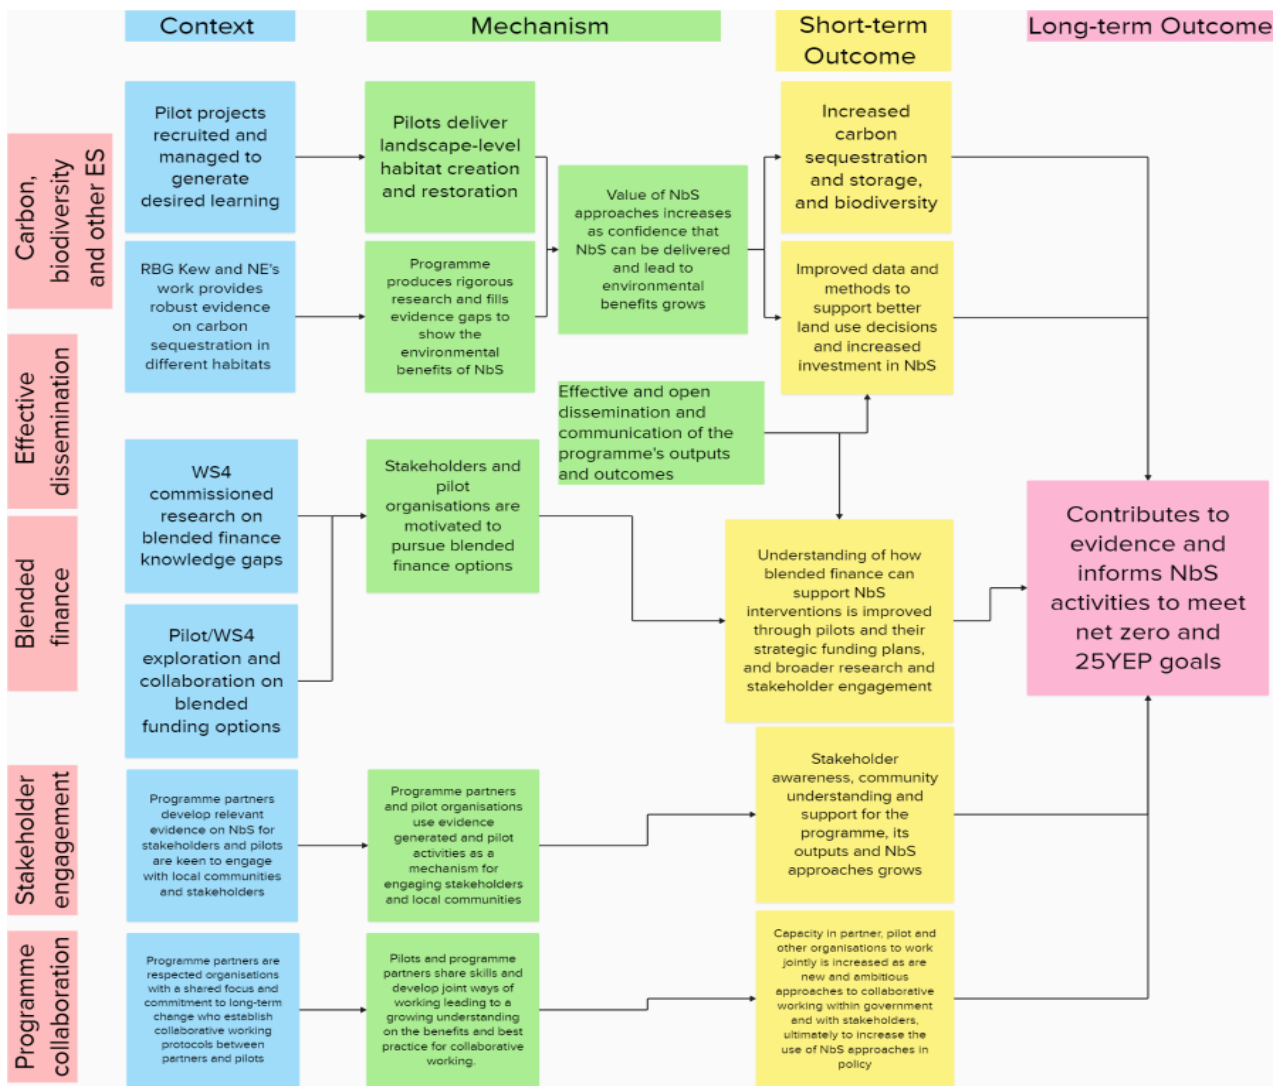 Context
Mechanism
Short-term
Outcome
Long-term Outcome
Carbon,
biodiversity
and other ES
Pilot projects
recruited and
managed to
generate
desired learning
Pilots deliver
landscape-level
habitat creation
and restoration
Value of NbS
approaches increases
as confidence that
NbS can be delivered
and lead to
environmental
benefits grows
Increased
carbon
sequestration
and storage,
and biodiversity
RBG Kew and NE's
work provides
robust evidence
on carbon
sequestration in
different habitats
Programme
produces rigorous
research and fills
evidence gaps to
show the
environmental
benefits of NbS
Improved data and
methods to
support better
land use decisions
and increased
investment in NbS
Effective
dissemination
Effective and open
dissemination and
communication of the
programme's outputs
and outcomes
Blended
finance
WS4
commissioned
research on
blended finance
knowledge gaps
Stakeholders and
pilot
organisations are
motivated to
pursue blended
finance options
Pilot/WS4
exploration and
collaboration on
blended
funding options
Understanding of how
blended finance can
support NbS
interventions is improved
through pilots and their
strategic funding plans,
and broader research and
stakeholder engagement
Contributes to
evidence and
informs NbS
activities to meet
net zero and
25YEP goals
Stakeholder
engagement
Programme partners
develop relevant
evidence on NbS for
stakeholders and pilots
are keen to engage
with local communities
and stakeholders
Programme partners
and pilot organisations
use evidence
generated and pilot
activities as a
mechanism for
engaging stakeholders
and local communities
Stakeholder
awareness, community
understanding and
support for the
programme, its
outputs and NbS
approaches grows
Programme
collaboration
Programme partners are
respected organisations
with a shared focus and
commitment to long-term
change who establish
collaborative working
protocols between
partners and pilots
Pilots and programme
partners share skills and
develop joint ways of
working leading to a
growing understanding
on the benefits and best
practice for collaborative
working.
Capacity in partner, pilot and
other organisations to work
jointly is increased as are
new and ambitious
approaches to collaborative
working within government
and with stakeholders,
ultimately to increase the
use of NbS approaches in
policy